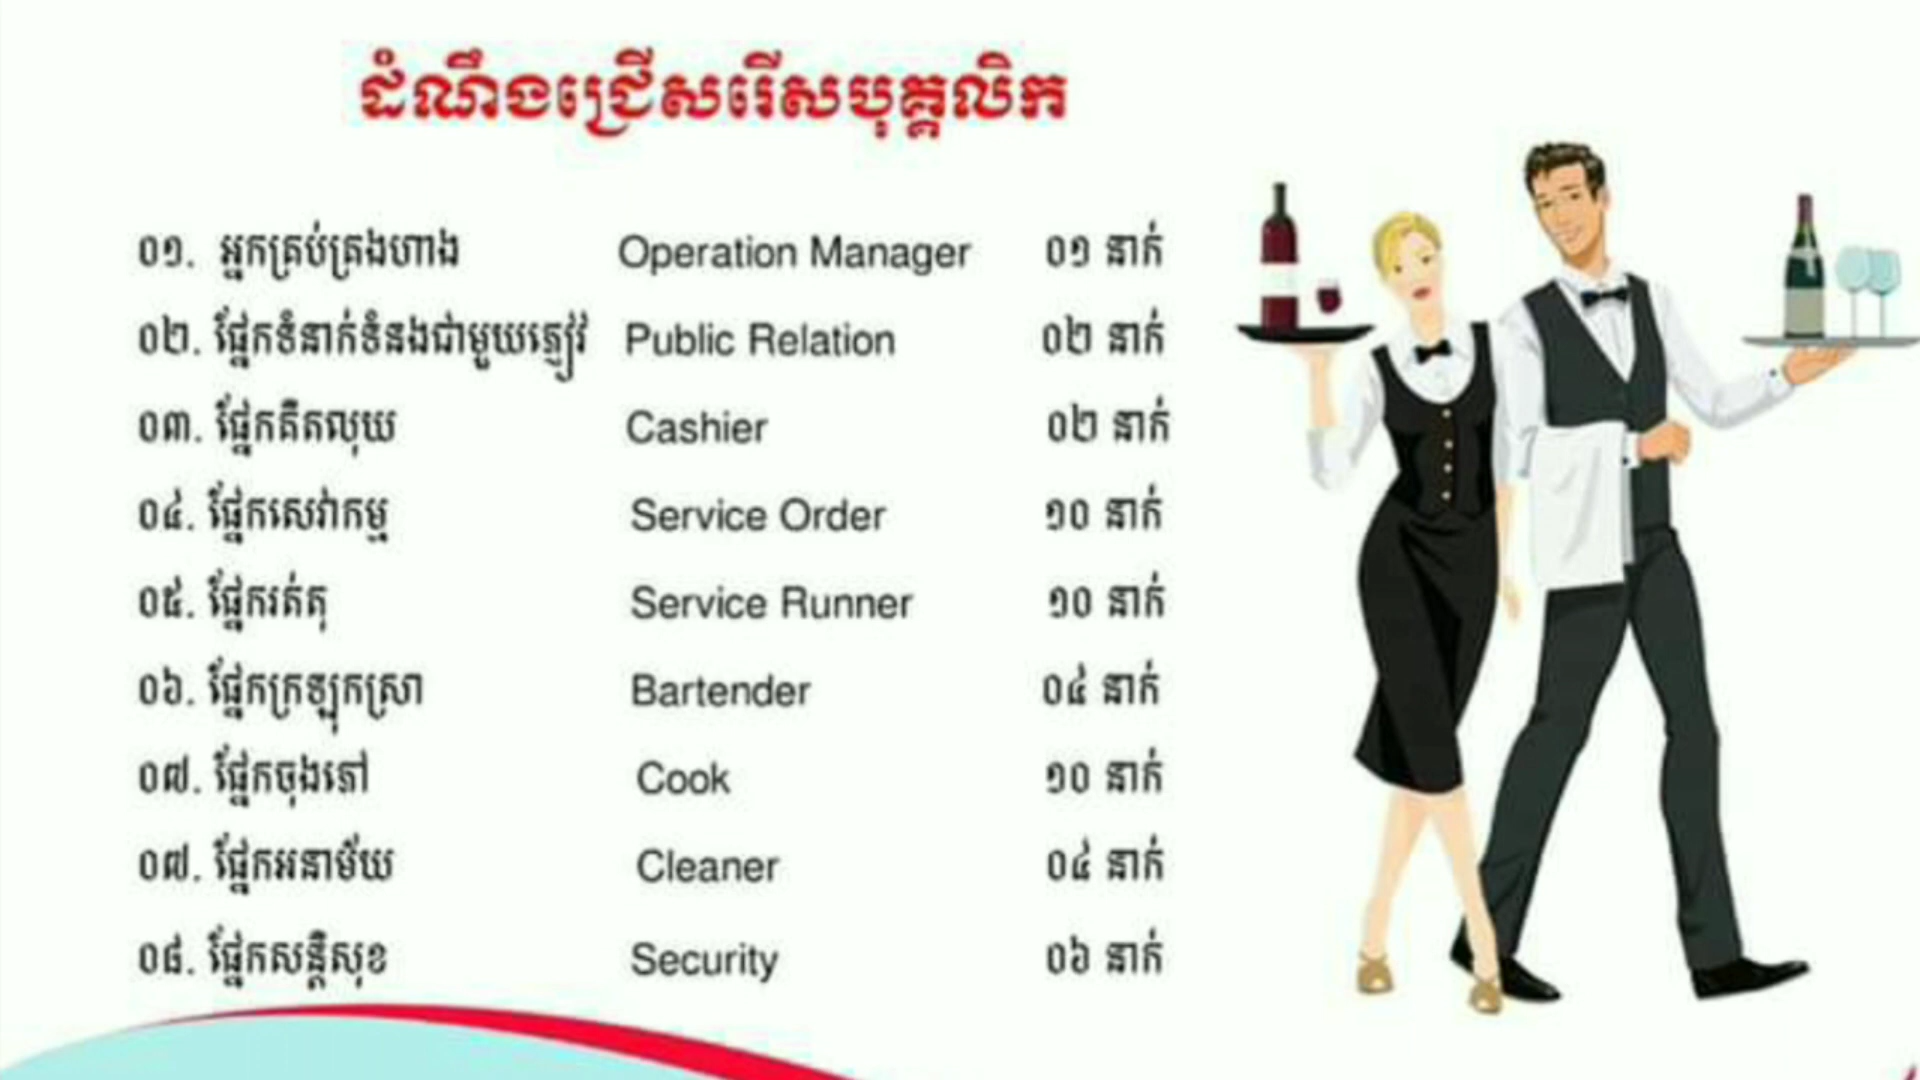 ដំណឹងជ្រើសរើសបុគ្គលិក
០១. អ្នកគ្រប់គ្រងហាង Operation Manager ០១ នាក់
០២. ផ្នែកទំនាក់ទំនងជាមួយភ្ញៀវ Public Relation ០២ នាក់
០៣. ផ្នែកគិតលុយ Cashier ០២ នាក់
០៤. ផ្នែកសេវ៉ាកម្ម Service Order ១០ នាក់
០៥. ផ្នែករត់តុ Service Runner ១០ នាក់
០៦. ផ្នែកក្រឡុកស្រា Bartender ០៤ នាក់
០៧. ផ្នែកចុងភៅ Cook ១០ នាក់
០៧. ផ្នែកអនាម័យ Cleaner ០៤ នាក់
០៨. ផ្នែកសន្តិសុខ Security ០៦ នាក់